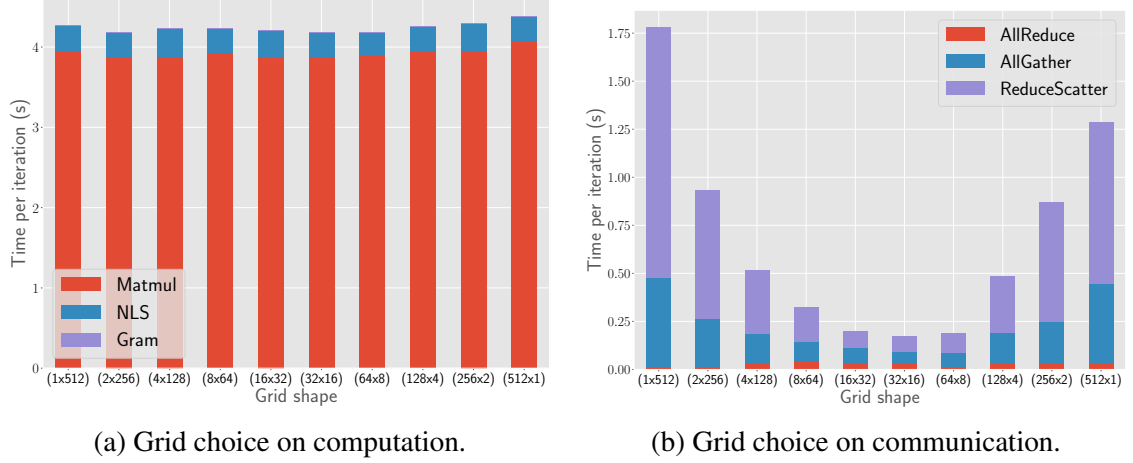 Time per iteration (s)
4
3
2
1
0
Matmul
NLS
Gram
(1x512) (2x256) (4x128) (8x64) (16x32) (32x16) (64x8) (128x4) (256x2) (512x1)
Grid shape
(a) Grid choice on computation.
Time per iteration (s)
1.75
1.50
1.25
1.00
0.75
0.50
0.25
0.00
AllReduce
AllGather
ReduceScatter
(1x512) (2x256) (4x128) (8x64) (16x32) (32x16) (64x8) (128x4) (256x2) (512x1)
Grid shape
(b) Grid choice on communication.